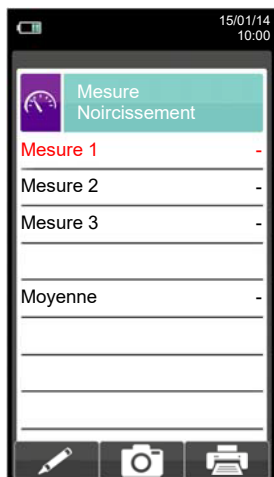 15/01/14
10:00
Mesure
Noircissement
Mesure 1 -
Mesure 2 -
Mesure 3 -
Moyenne -